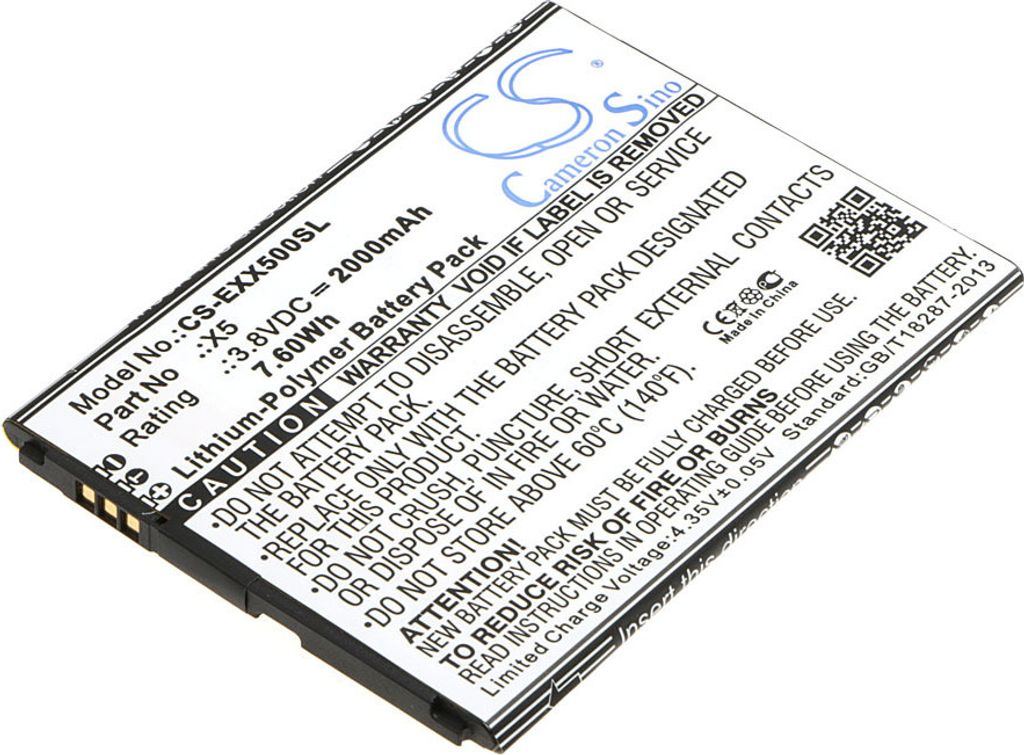 CS
®
Cameron Sino
Model No.:CS-EXX500SL
Part No :X5
Rating :3.8VDC = 2000mAh
7.60Wh
Lithium-Polymer Battery Pack
CAUTION
WARRANTY VOID IF LABEL IS REMOVED
•DO NOT ATTEMPT TO DISASSEMBLE, OPEN OR SERVICE
THE BATTERY PACK.
•REPLACE ONLY WITH THE BATTERY PACK DESIGNATED
FOR THIS PRODUCT.
•DO NOT CRUSH, PUNCTURE, SHORT EXTERNAL CONTACTS
OR DISPOSE OF IN FIRE OR WATER.
•DO NOT STORE ABOVE 60°C (140°F).
ATTENTION:
NEW BATTERY PACK MUST BE FULLY CHARGED BEFORE USE.
TO REDUCE RISK OF FIRE OR BURNS
READ INSTRUCTIONS OPERATING GUIDE BEFORE USING
Limited Charge Voltage:4.35V±0.05V
Standard:GB/T18287-2013
CE
Made in China
Insert this direction